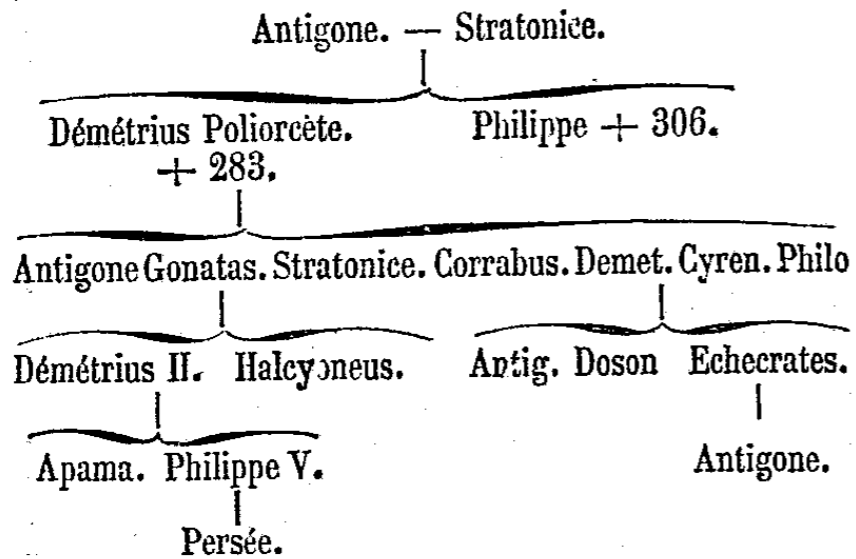 Antigone. — Stratonice.
Démétrius Poliorcète. Philippe + 306.
+ 283.
Antigone Gonatas. Stratonice. Corrabus. Demet. Cyren. Philo
Démétrius II. Halcyoneus. Antig. Doson Echecrates.
Apama. Philippe V. Antigone.
Persée.